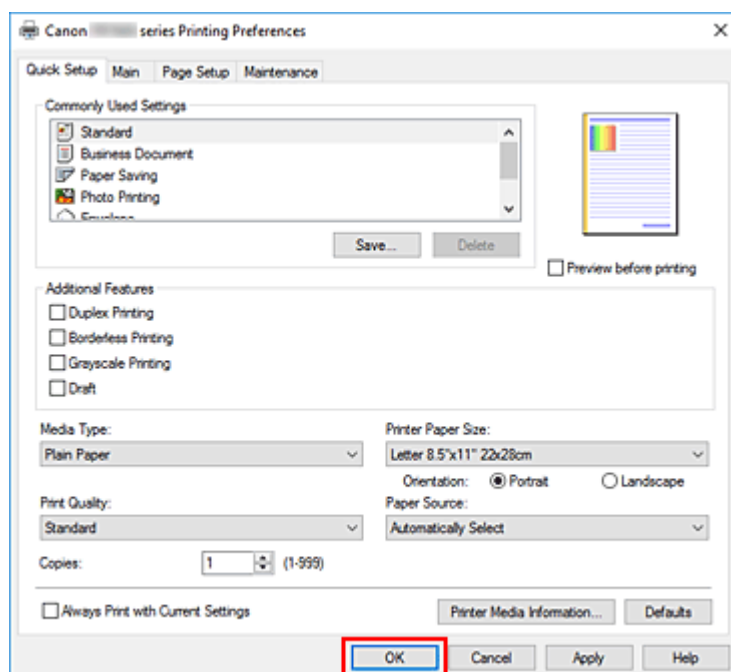 Canon series Printing Preferences
Quick Setup Main Page Setup Maintenance
Commonly Used Settings
Standard
Business Document
Paper Saving
Photo Printing
Envelope
Save... Delete
Preview before printing
Additional Features
Duplex Printing
Borderless Printing
Grayscale Printing
Draft
Media Type: Printer Paper Size:
Plain Paper Letter 8.5"x11" 22x28cm
Orientation: Portrait Landscape
Print Quality: Paper Source:
Standard Automatically Select
Copies: 1 (1-999)
Always Print with Current Settings Printer Media Information... Defaults
OK Cancel Apply Help